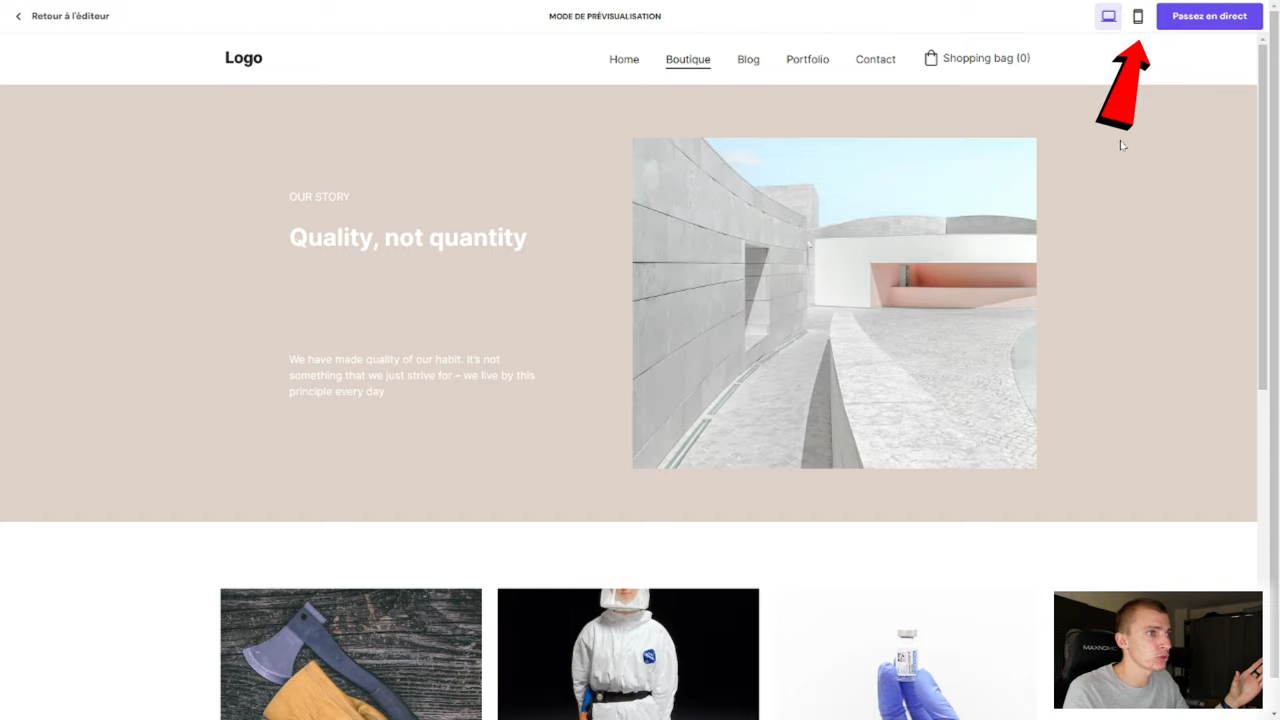 Retour à l'éditeur
MODE DE PRÉVISUALISATION
Passez en direct
Logo
Home
Boutique
Blog
Portfolio
Contact
Shopping bag (0)
OUR STORY
Quality, not quantity
We have made quality of our habit. It's not
something that we just strive for – we live by this
principle every day
MAXNOMIC